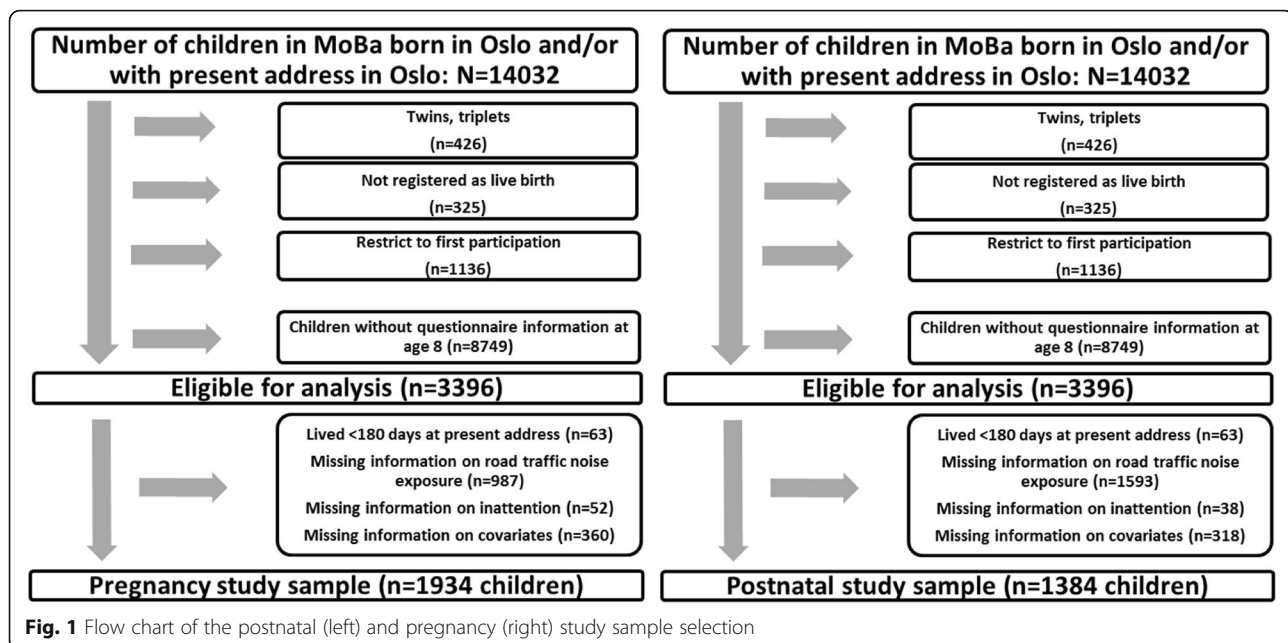 Number of children in MoBa born in Oslo and/or
with present address in Oslo: N=14032
Twins, triplets
(n=426)
Not registered as live birth
(n=325)
Restrict to first participation
(n=1136)
Children without questionnaire information at
age 8 (n=8749)
Eligible for analysis (n=3396)
Lived <180 days at present address (n=63)
Missing information on road traffic noise
exposure (n=987)
Missing information on inattention (n=52)
Missing information on covariates (n=360)
Pregnancy study sample (n=1934 children)
Number of children in MoBa born in Oslo and/or
with present address in Oslo: N=14032
Twins, triplets
(n=426)
Not registered as live birth
(n=325)
Restrict to first participation
(n=1136)
Children without questionnaire information at
age 8 (n=8749)
Eligible for analysis (n=3396)
Lived <180 days at present address (n=63)
Missing information on road traffic noise
exposure (n=1593)
Missing information on inattention (n=38)
Missing information on covariates (n=318)
Postnatal study sample (n=1384 children)
Fig. 1 Flow chart of the postnatal (left) and pregnancy (right) study sample selection